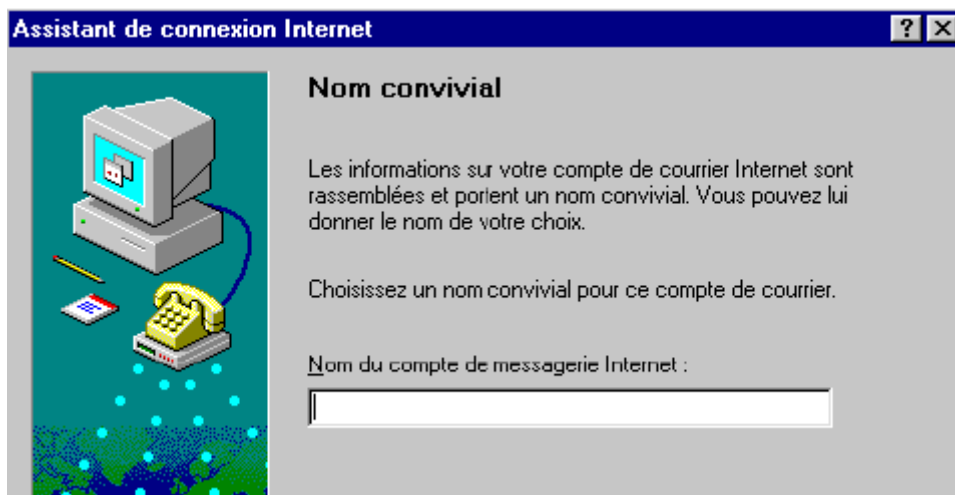 Assistant de connexion Internet
Nom convivial
Les informations sur votre compte de courrier Internet sont
rassemblées et portent un nom convivial. Vous pouvez lui
donner le nom de votre choix.
Choisissez un nom convivial pour ce compte de courrier.
Nom du compte de messagerie Internet :